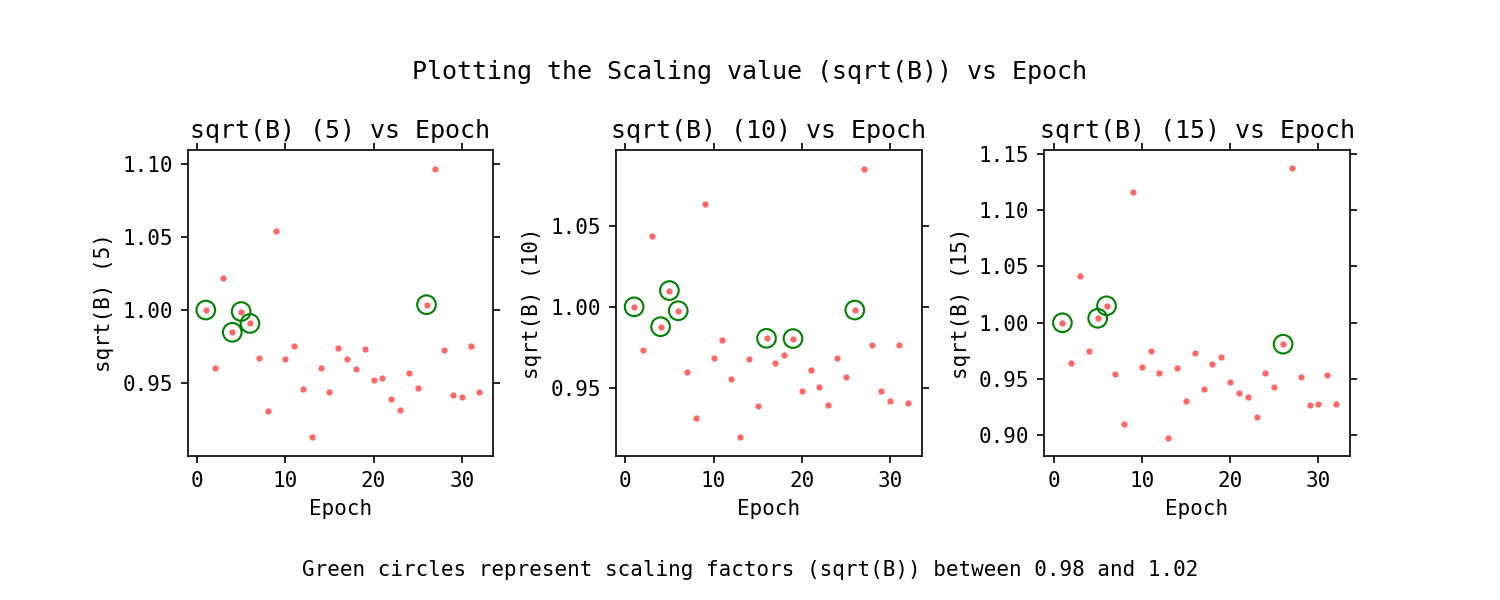 Plotting the Scaling value (sqrt(B)) vs Epoch
sqrt(B) (5) vs Epoch
1.10
1.05
1.00
0.95
sqrt(B) (5)
0 10 20 30
Epoch
sqrt(B) (10) vs Epoch
1.05
1.00
0.95
sqrt(B) (10)
0 10 20 30
Epoch
sqrt(B) (15) vs Epoch
1.15
1.10
1.05
1.00
0.95
0.90
sqrt(B) (15)
0 10 20 30
Epoch
Green circles represent scaling factors (sqrt(B)) between 0.98 and 1.02